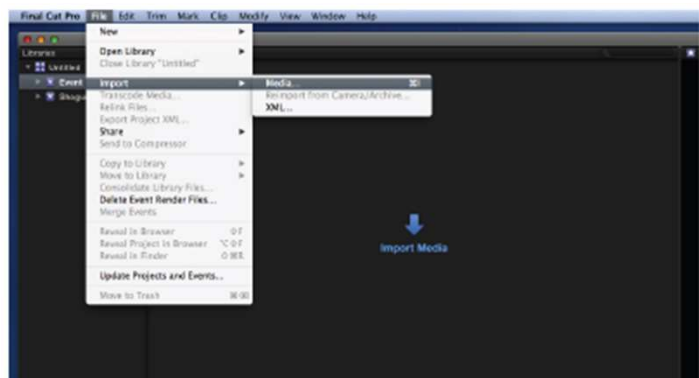 Final Cut Pro File Edit Trim Mark Clip Modify View Window Help
Libraries
Untitled
Event
New
Open Library
Close Library "Untitled"
Import
Transcode Media...
Relink Files...
Export Project XML...
Share
Send to Compressor
Copy to Library
Move to Library
Consolidate Library Files...
Delete Event Render Files...
Merge Events
Reveal in Browser ⇧F
Reveal Project in Browser ⌥⇧F
Reveal in Finder ⇧⌘R
Update Projects and Events...
Move to Trash ⌘⌫
Media... ⌘I
Reimport from Camera/Archive...
XML...
Import Media